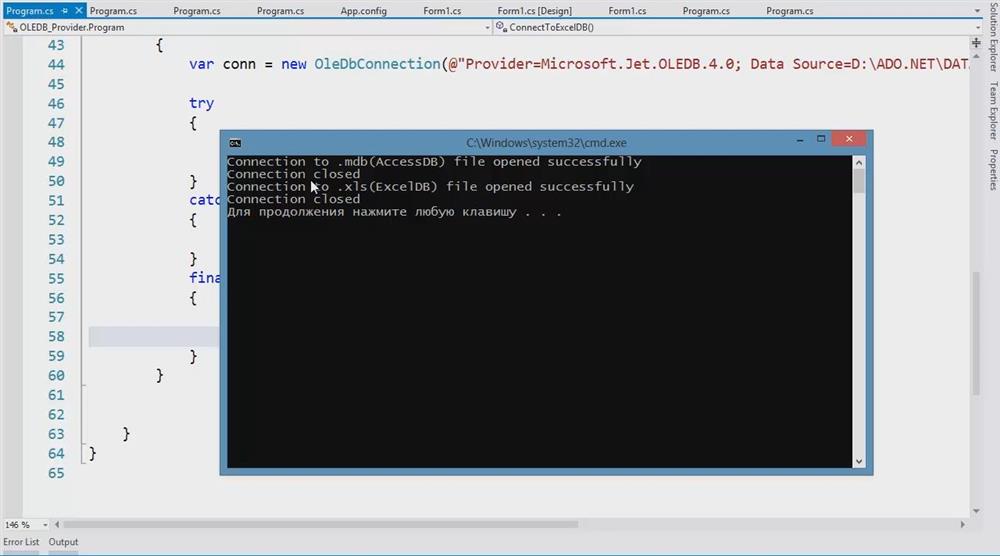 Program.cs Program.cs Program.cs Program.cs App.config Form1.cs Form1.cs [Design] Form1.cs Program.cs Program.cs
OLEDB_Provider.Program ConnectToExcelDB()
43 {
44 var conn = new OleDbConnection(@"Provider=Microsoft.Jet.OLEDB.4.0; Data Source=D:\ADO.NET\DAT
45
46 try
47 {
48
49
50 }
51 catc
52 {
53
54 }
55 fina
56 {
57
58
59 }
60 }
61
62
63 }
64 }
65
C:\Windows\system32\cmd.exe
Connection to .mdb(AccessDB) file opened successfully
Connection closed
Connection to .xls(ExcelDB) file opened successfully
Connection closed
Для продолжения нажмите любую клавишу . . .
146 %
Error List Output
Solution Explorer
Team Explorer
Properties